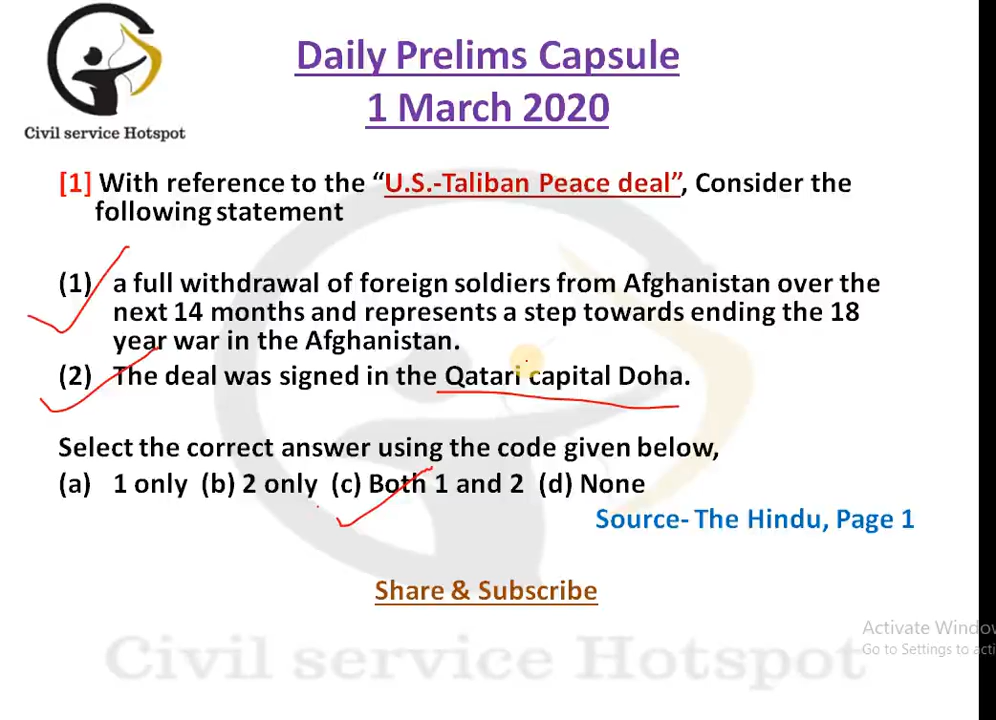 Civil service Hotspot
Daily Prelims Capsule
1 March 2020
[1] With reference to the “U.S.-Taliban Peace deal”, Consider the
following statement
(1) a full withdrawal of foreign soldiers from Afghanistan over the
next 14 months and represents a step towards ending the 18
year war in the Afghanistan.
(2) The deal was signed in the Qatari capital Doha.
Select the correct answer using the code given below,
(a) 1 only (b) 2 only (c) Both 1 and 2 (d) None
Source- The Hindu, Page 1
Share & Subscribe
Activate Window
Go to Settings to acti
Civil service Hotspot